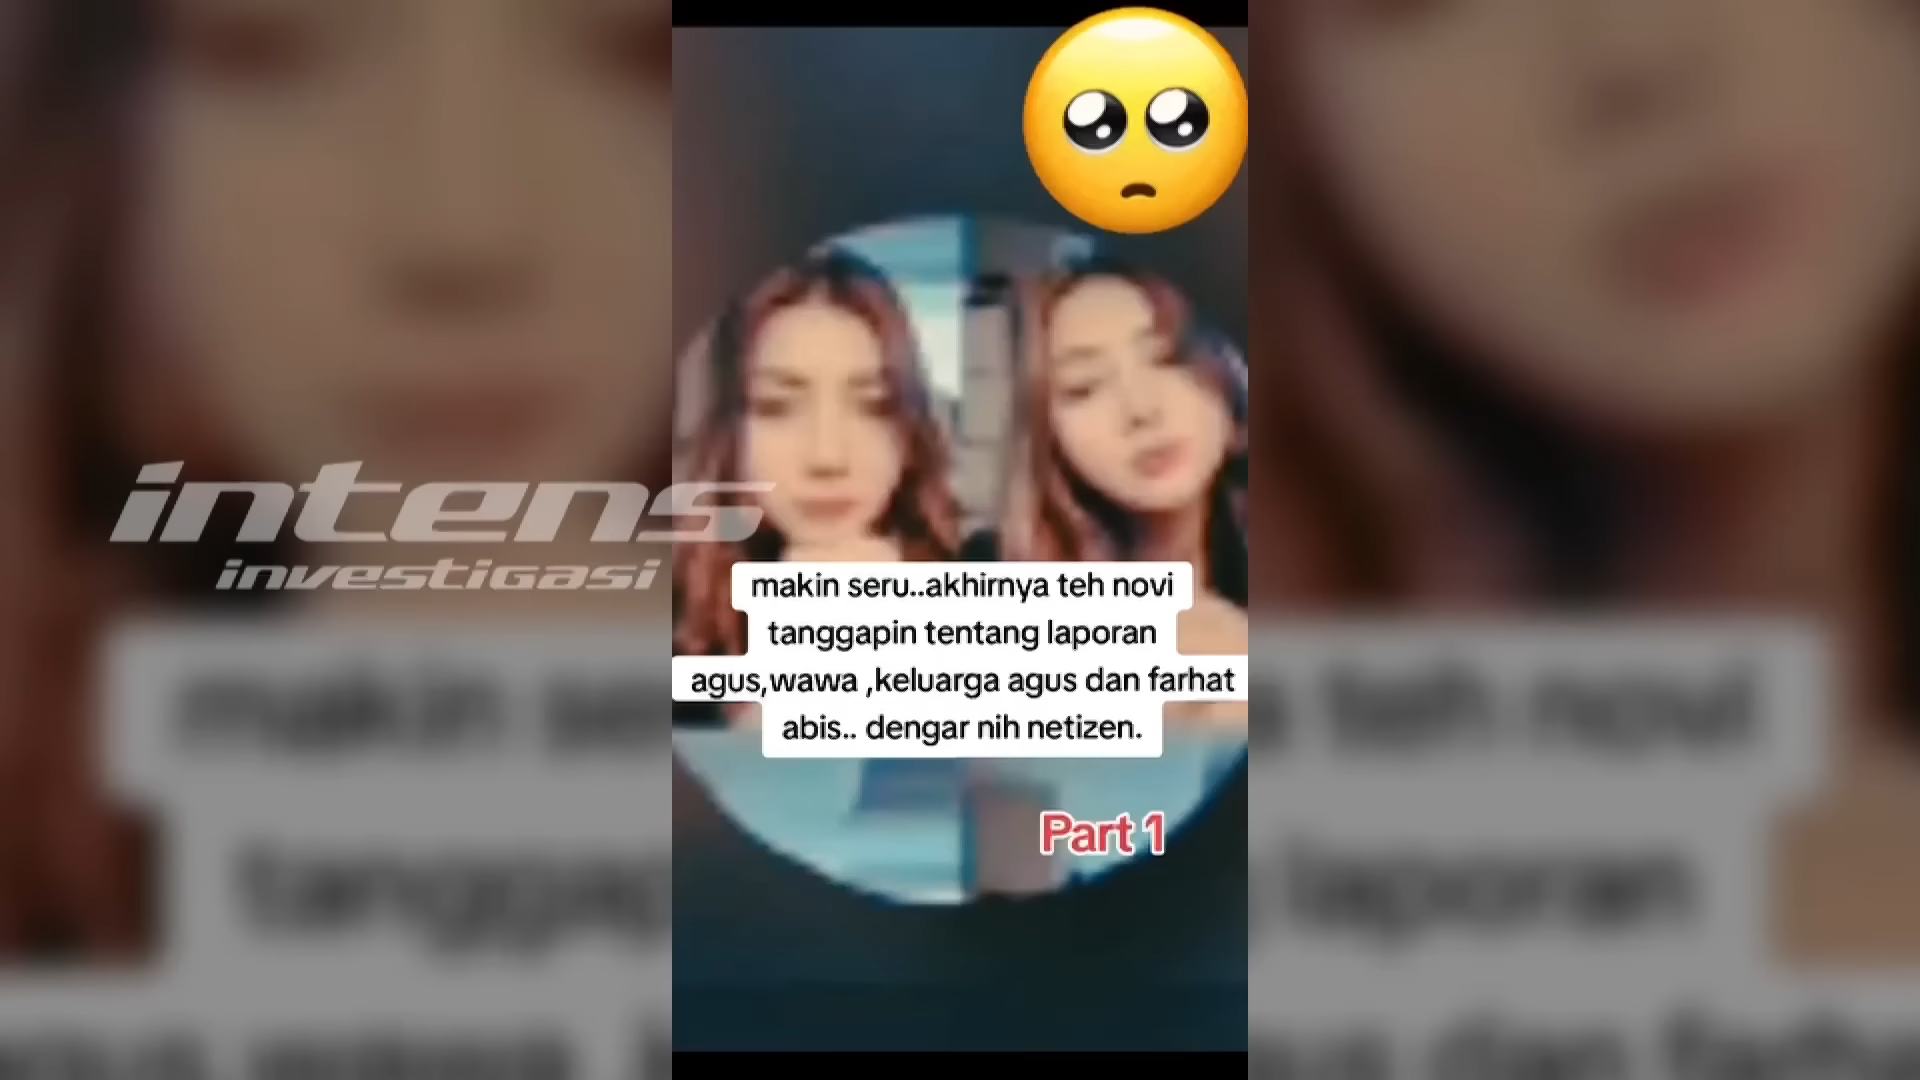 intens
investigasi
makin seru..akhirnya teh novi
tanggapin tentang laporan
agus,wawa ,keluarga agus dan farhat
abis.. dengar nih netizen.
Part 1